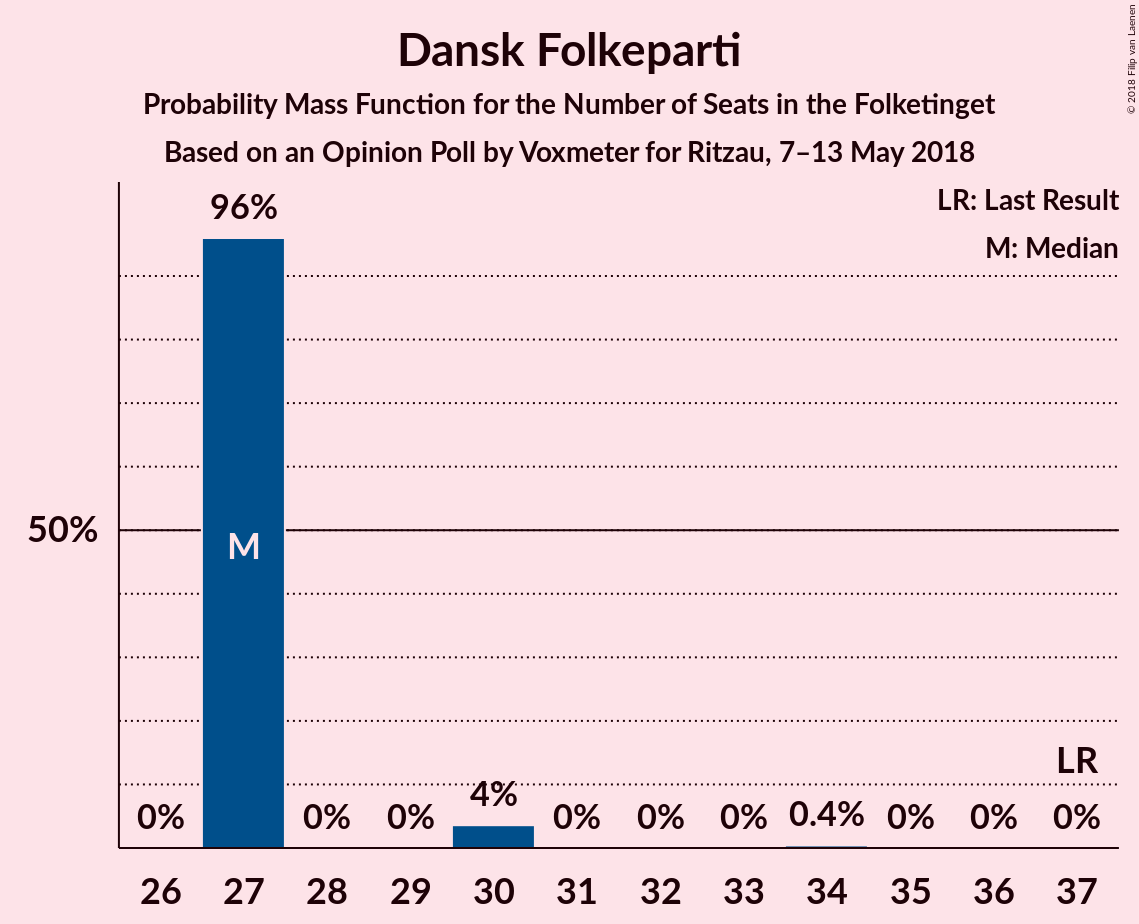 Dansk Folkeparti
Probability Mass Function for the Number of Seats in the Folketinget
Based on an Opinion Poll by Voxmeter for Ritzau, 7–13 May 2018
© 2018 Filip van Laenen
LR: Last Result
M: Median
96%
50%
M
LR
0% 0% 0% 4% 0% 0% 0% 0.4% 0% 0% 0%
26 27 28 29 30 31 32 33 34 35 36 37